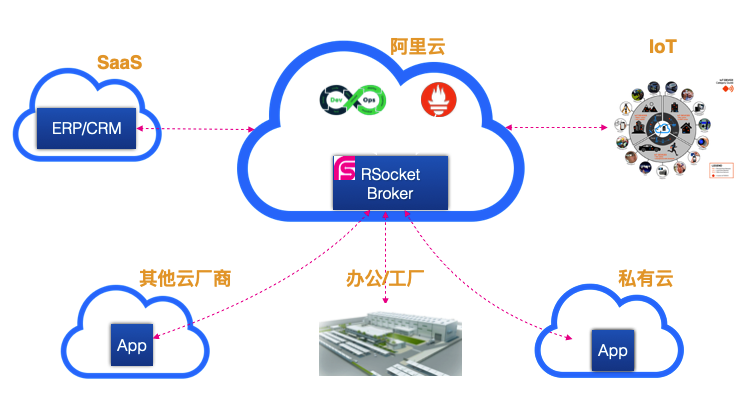 SaaS
阿里云
IoT
ERP/CRM
Dev
Ops
RSocket
Broker
其他云厂商
办公/工厂
私有云
App
App